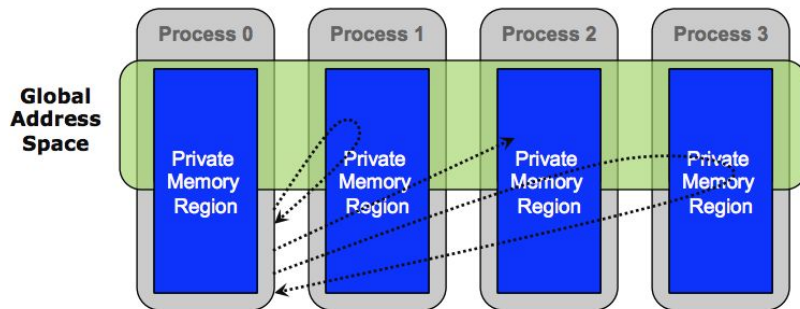 Process 0
Process 1
Process 2
Process 3
Global
Address
Space
Private
Memory
Region
Private
Memory
Region
Private
Memory
Region
Private
Memory
Region